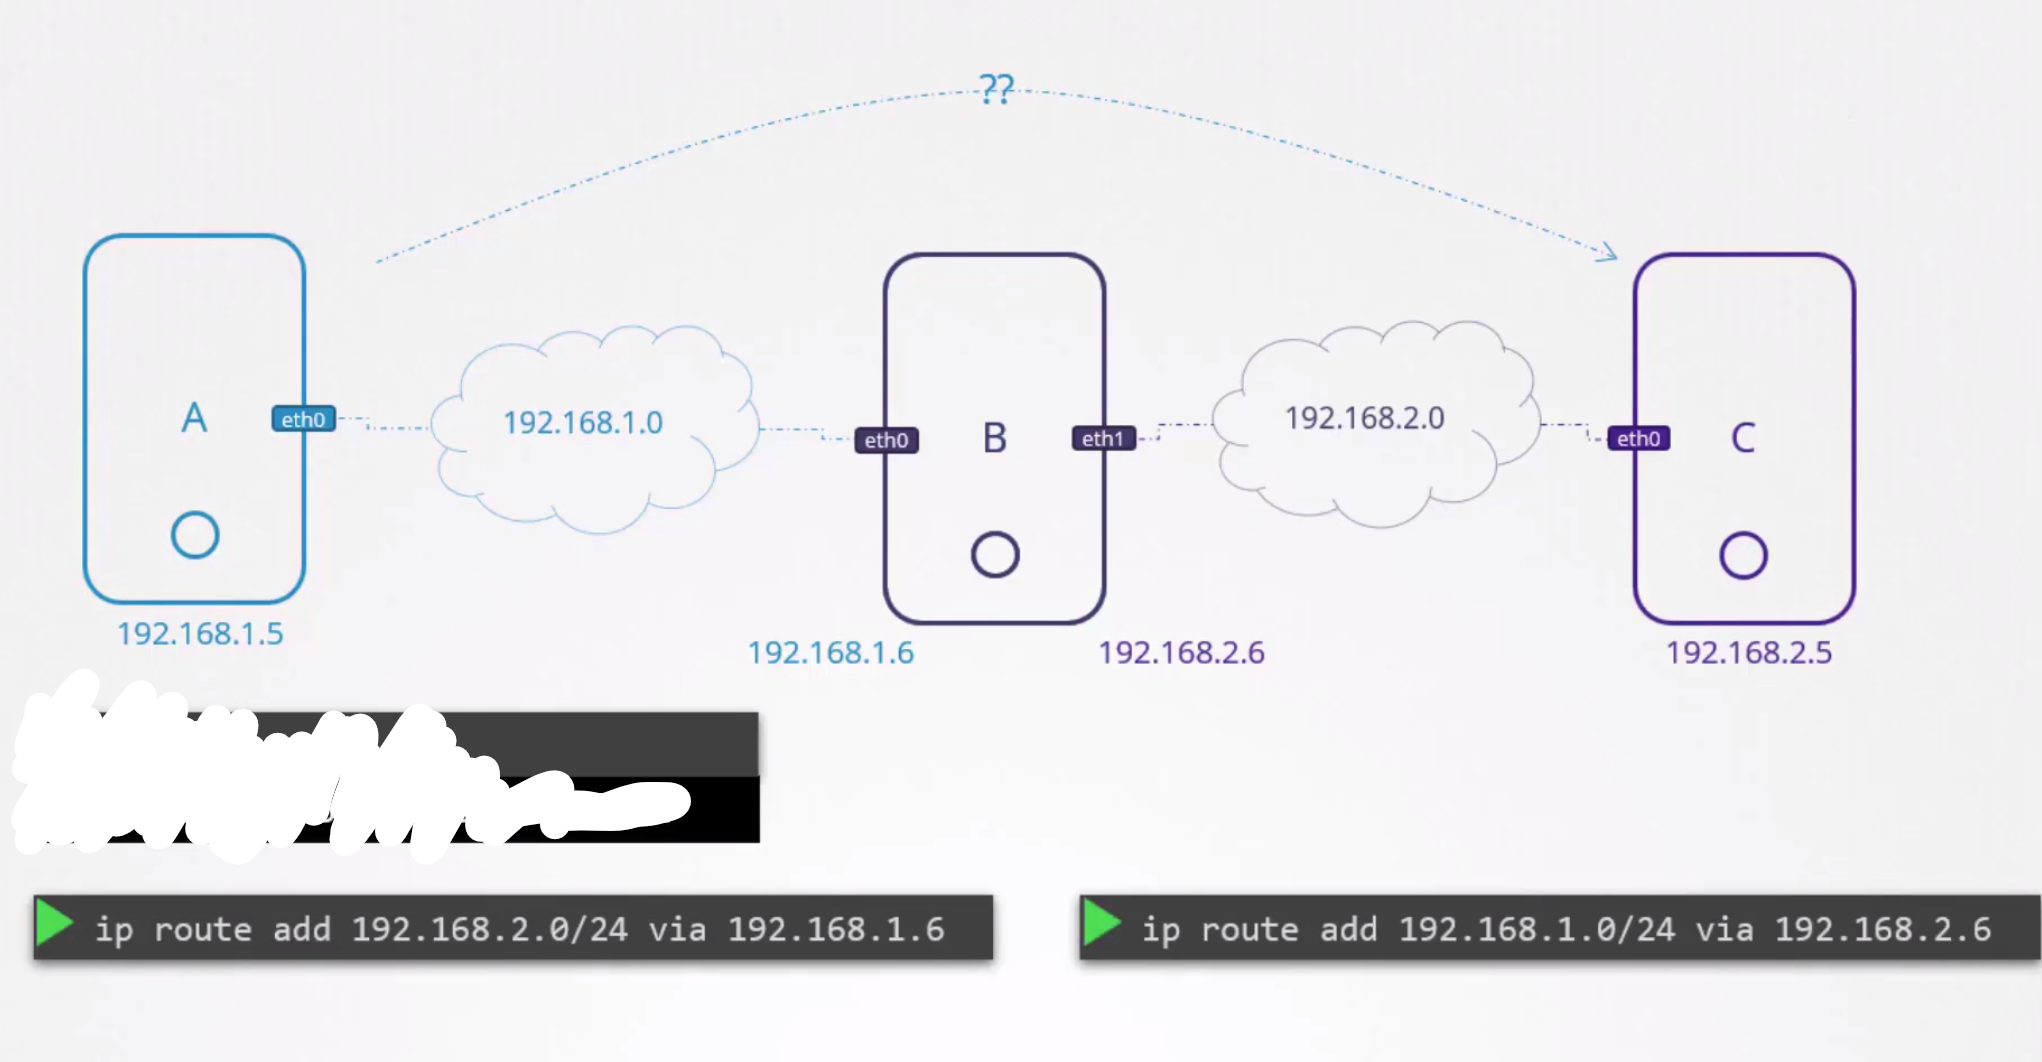 ??
A
eth0
192.168.1.0
eth0
B
eth1
192.168.2.0
eth0
C
192.168.1.5
192.168.1.6
192.168.2.6
192.168.2.5
ip route add 192.168.2.0/24 via 192.168.1.6
ip route add 192.168.1.0/24 via 192.168.2.6